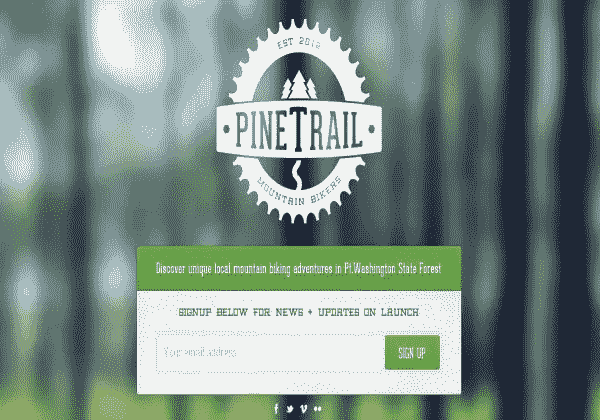 EST 2012
• PINETRAIL •
MOUNTAIN BIKERS
Discover unique local mountain biking adventures in Pt.Washington State Forest
SIGNUP BELOW FOR NEWS + UPDATES ON LAUNCH
Your email address
SIGN UP